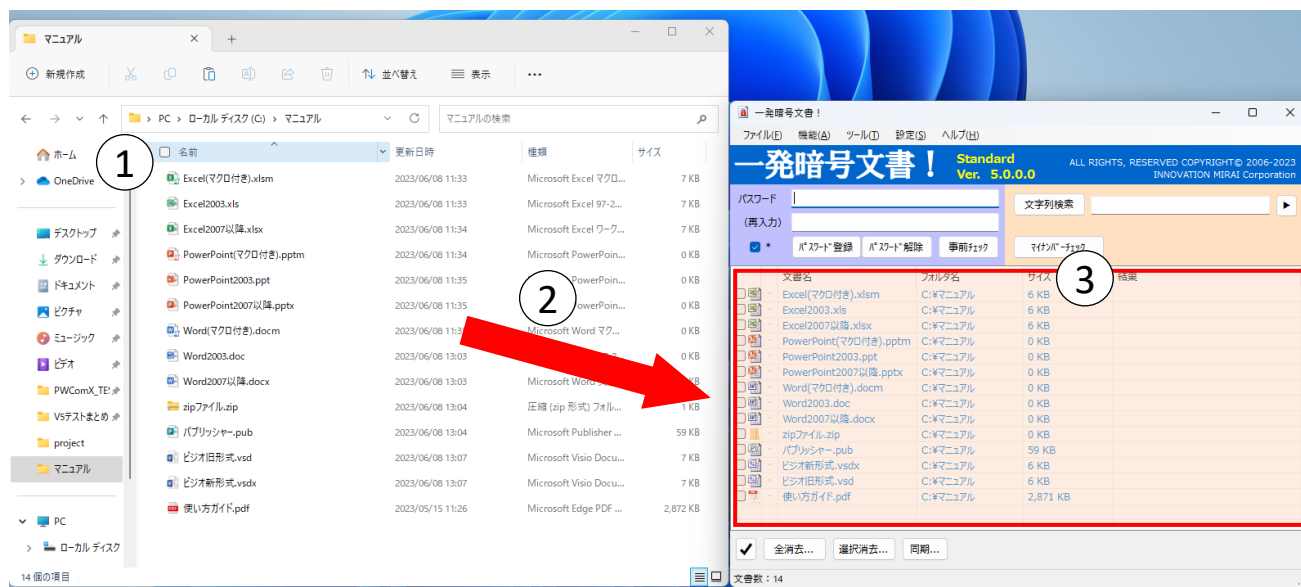 マニュアル
新規作成
並べ替え
表示
PC › ローカル ディスク (C:) › マニュアル
マニュアルの検索
ホーム
OneDrive
デスクトップ
ダウンロード
ドキュメント
ピクチャ
ミュージック
ビデオ
PWComX_TES
V5テストまとめ
project
マニュアル
PC
ローカル ディスク
①
名前 更新日時 種類 サイズ
Excel(マクロ付き).xlsm 2023/06/08 11:33 Microsoft Excel マクロ... 7 KB
Excel2003.xls 2023/06/08 11:33 Microsoft Excel 97-2... 7 KB
Excel2007以降.xlsx 2023/06/08 11:33 Microsoft Excel ワーク... 7 KB
PowerPoint(マクロ付き).pptm 2023/06/08 11:34 Microsoft PowerPoin... 0 KB
PowerPoint2003.ppt 2023/06/08 11:35 PowerPoin... 0 KB
PowerPoint2007以降.pptx 2023/06/08 11:35 PowerPoin... 0 KB
Word(マクロ付き).docm 2023/06/08 11:3 Microsoft Word マク... 0 KB
Word2003.doc 2023/06/08 13:03 0 KB
Word2007以降.docx 2023/06/08 13:03 Microsoft Word KB
zipファイル.zip 2023/06/08 13:04 圧縮 (zip 形式) フォル... 1 KB
パブリッシャー.pub 2023/06/08 13:04 Microsoft Publisher ... 59 KB
ビジオ旧形式.vsd 2023/06/08 13:07 Microsoft Visio Docu... 7 KB
ビジオ新形式.vsdx 2023/06/08 13:07 Microsoft Visio Docu... 7 KB
使い方ガイド.pdf 2023/05/15 11:26 Microsoft Edge PDF ... 2,872 KB
②
14 個の項目
一発暗号文書！
ファイル(F) 機能(A) ツール(T) 設定(S) ヘルプ(H)
一発暗号文書！
Standard
Ver. 5.0.0.0
ALL RIGHTS, RESERVED COPYRIGHT© 2006-2023
INNOVATION MIRAI Corporation
パスワード
(再入力)
*
パスワード登録 パスワード解除 事前チェック
文字列検索
マイナンバーチェック
③
文書名 フォルダ名 サイズ 結果
Excel(マクロ付き).xlsm C:¥マニュアル 6 KB
Excel2003.xls C:¥マニュアル 6 KB
Excel2007以降.xlsx C:¥マニュアル 6 KB
PowerPoint(マクロ付き).pptm C:¥マニュアル 0 KB
PowerPoint2003.ppt C:¥マニュアル 0 KB
PowerPoint2007以降.pptx C:¥マニュアル 0 KB
Word(マクロ付き).docm C:¥マニュアル 0 KB
Word2003.doc C:¥マニュアル 0 KB
Word2007以降.docx C:¥マニュアル 0 KB
zipファイル.zip C:¥マニュアル 0 KB
パブリッシャー.pub C:¥マニュアル 59 KB
ビジオ新形式.vsdx C:¥マニュアル 6 KB
ビジオ旧形式.vsd C:¥マニュアル 6 KB
使い方ガイド.pdf C:¥マニュアル 2,871 KB
全消去... 選択消去... 同期...
文書数：14